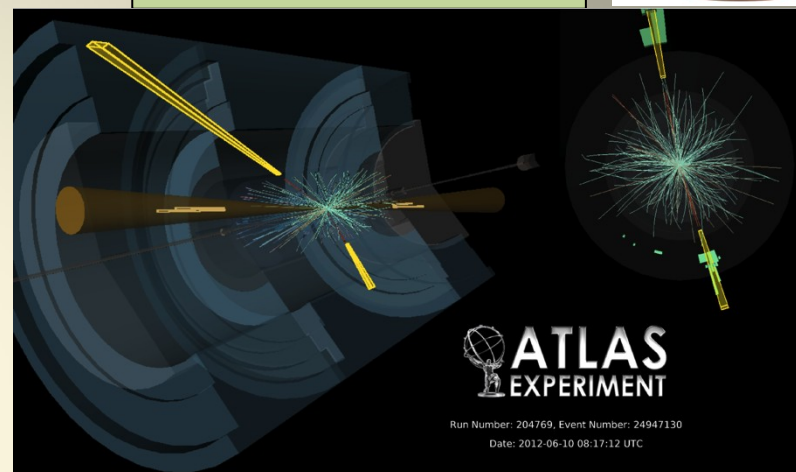 ATLAS
EXPERIMENT
Run Number: 204769, Event Number: 24947130
Date: 2012-06-10 08:17:12 UTC